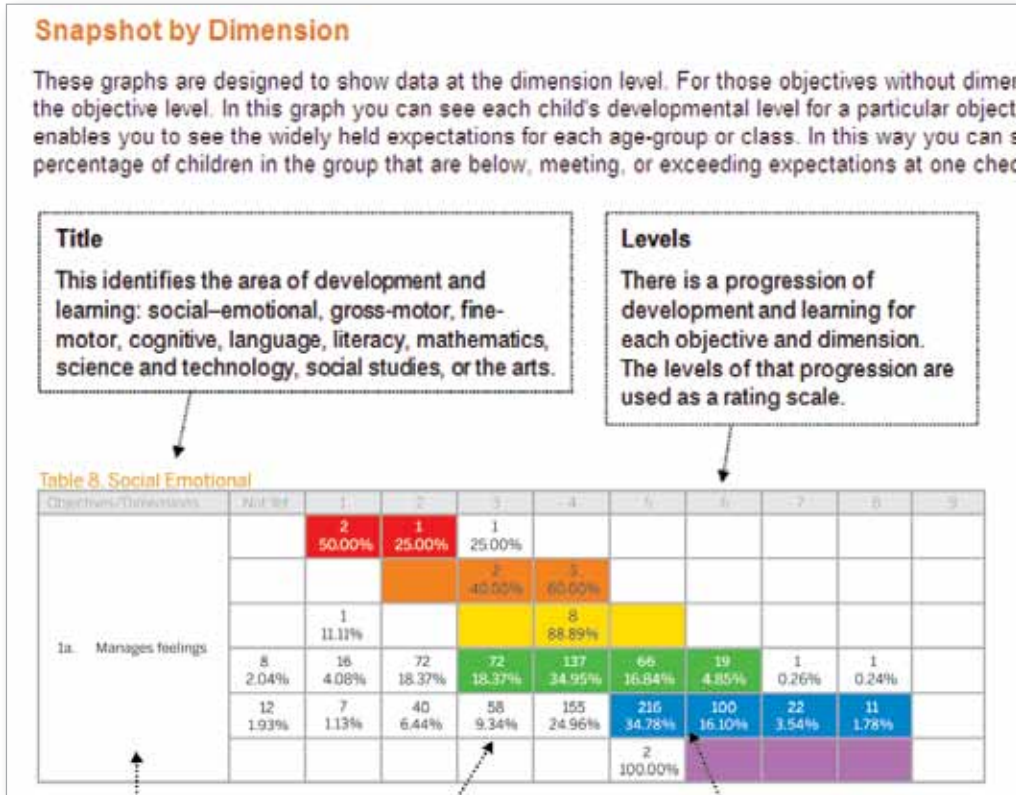 Snapshot by Dimension
These graphs are designed to show data at the dimension level. For those objectives without
the objective level. In this graph you can see each child's developmental level for a particular
enables you to see the widely held expectations for each age-group or class. In this way you can
percentage of children in the group that are below, meeting, or exceeding expectations at one
Title
This identifies the area of development and
learning: social–emotional, gross-motor, fine-
motor, cognitive, language, literacy, mathematics,
science and technology, social studies, or the arts.
Levels
There is a progression of
development and learning for
each objective and dimension.
The levels of that progression are
used as a rating scale.
Table 8. Social Emotional
Objectives/Dimensions Not Yet 1 2 3 4 5 6 7 8 9
2 1 1
50.00% 25.00% 25.00%
2 3
40.00% 60.00%
1 8
11.11% 88.89%
1a. Manages feelings
8 16 72 72 137 66 19 1 1
2.04% 4.08% 18.37% 18.37% 34.95% 16.84% 4.85% 0.26% 0.24%
12 7 40 58 155 216 100 22 11
1.93% 1.13% 6.44% 9.34% 24.96% 34.78% 16.10% 3.54% 1.78%
2
100.00%